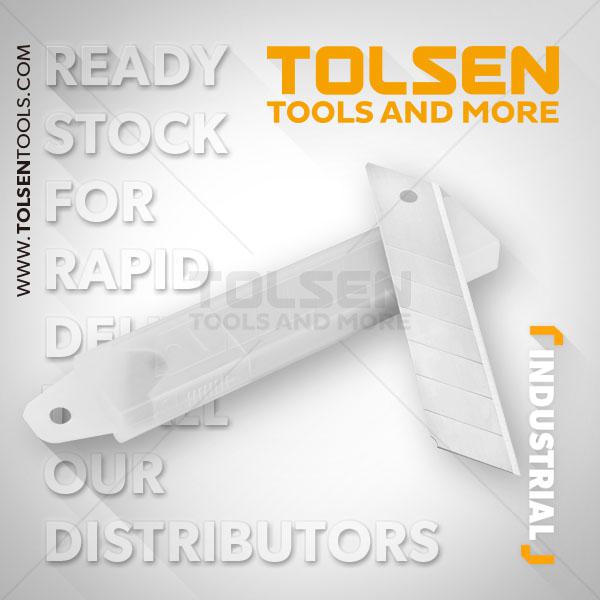 WWW.TOLSENTOOLS.COM
READY
STOCK
FOR
RAPID
OUR
DISTRIBUTORS
TOLSEN
TOOLS AND MORE
TOLSEN
TOOLS AND MORE
INDUSTRIAL